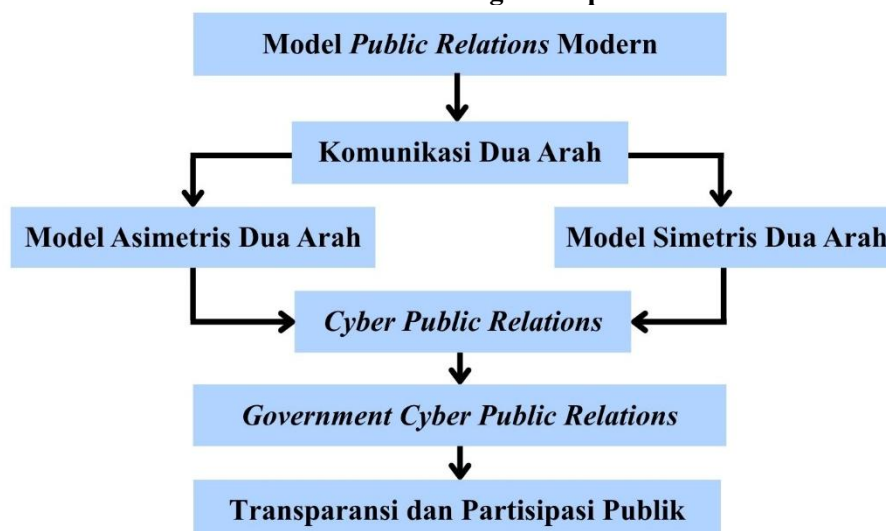 Model Public Relations Modern
Komunikasi Dua Arah
Model Asimetris Dua Arah
Model Simetris Dua Arah
Cyber Public Relations
Government Cyber Public Relations
Transparansi dan Partisipasi Publik